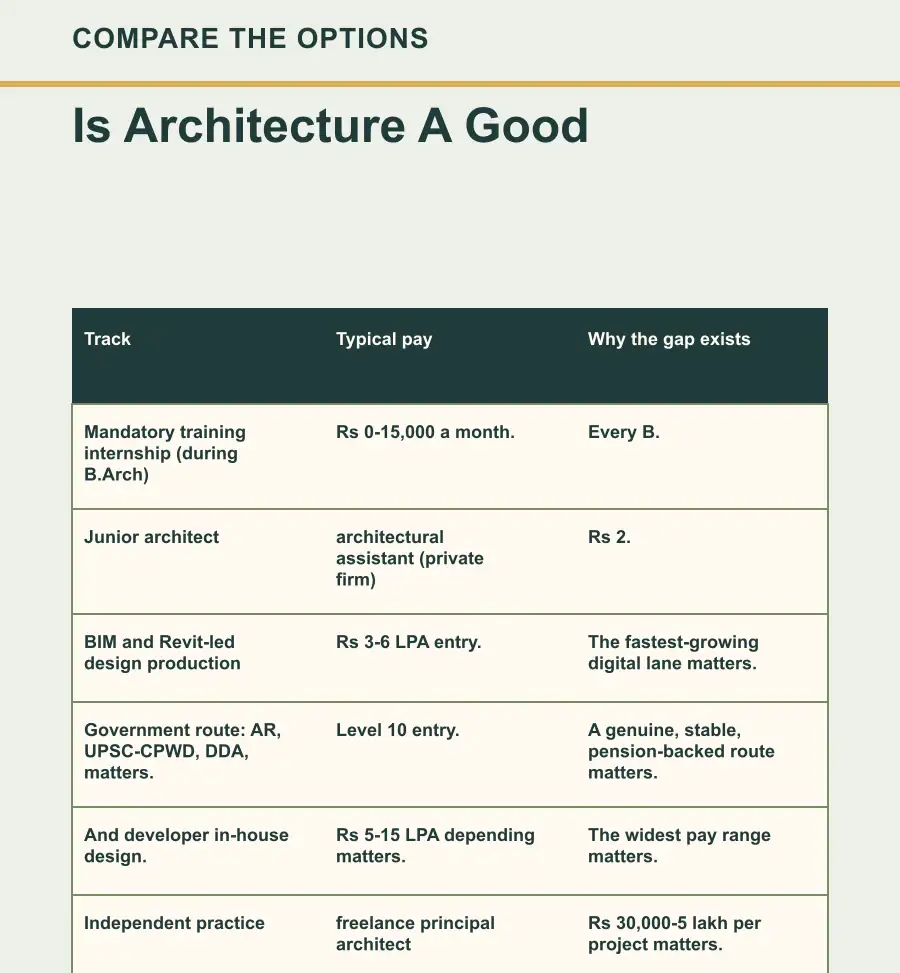 COMPARE THE OPTIONS
Is Architecture A Good
Track
Typical pay
Why the gap exists
Mandatory training
internship (during
B.Arch)
Rs 0-15,000 a month.
Every B.
Junior architect
architectural
assistant (private
firm)
Rs 2.
BIM and Revit-led
design production
Rs 3-6 LPA entry.
The fastest-growing
digital lane matters.
Government route: AR,
UPSC-CPWD, DDA,
matters.
Level 10 entry.
A genuine, stable,
pension-backed route
matters.
And developer in-house
design.
Rs 5-15 LPA depending
matters.
The widest pay range
matters.
Independent practice
freelance principal
architect
Rs 30,000-5 lakh per
project matters.